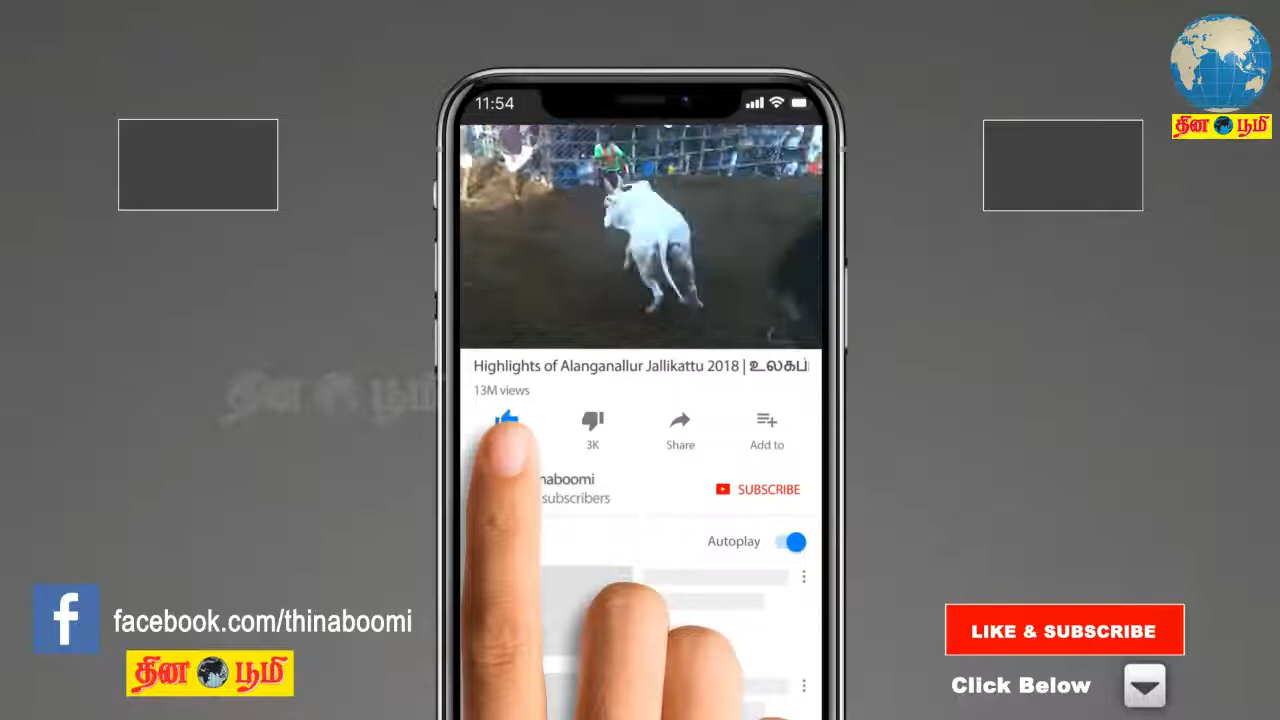 தின பூமி
11:54
Highlights of Alanganallur Jallikattu 2018 | உலகப்
13M views
தின பூமி
3K
Share
Add to
naboomi
subscribers
SUBSCRIBE
Autoplay
facebook.com/thinaboomi
தின பூமி
LIKE & SUBSCRIBE
Click Below